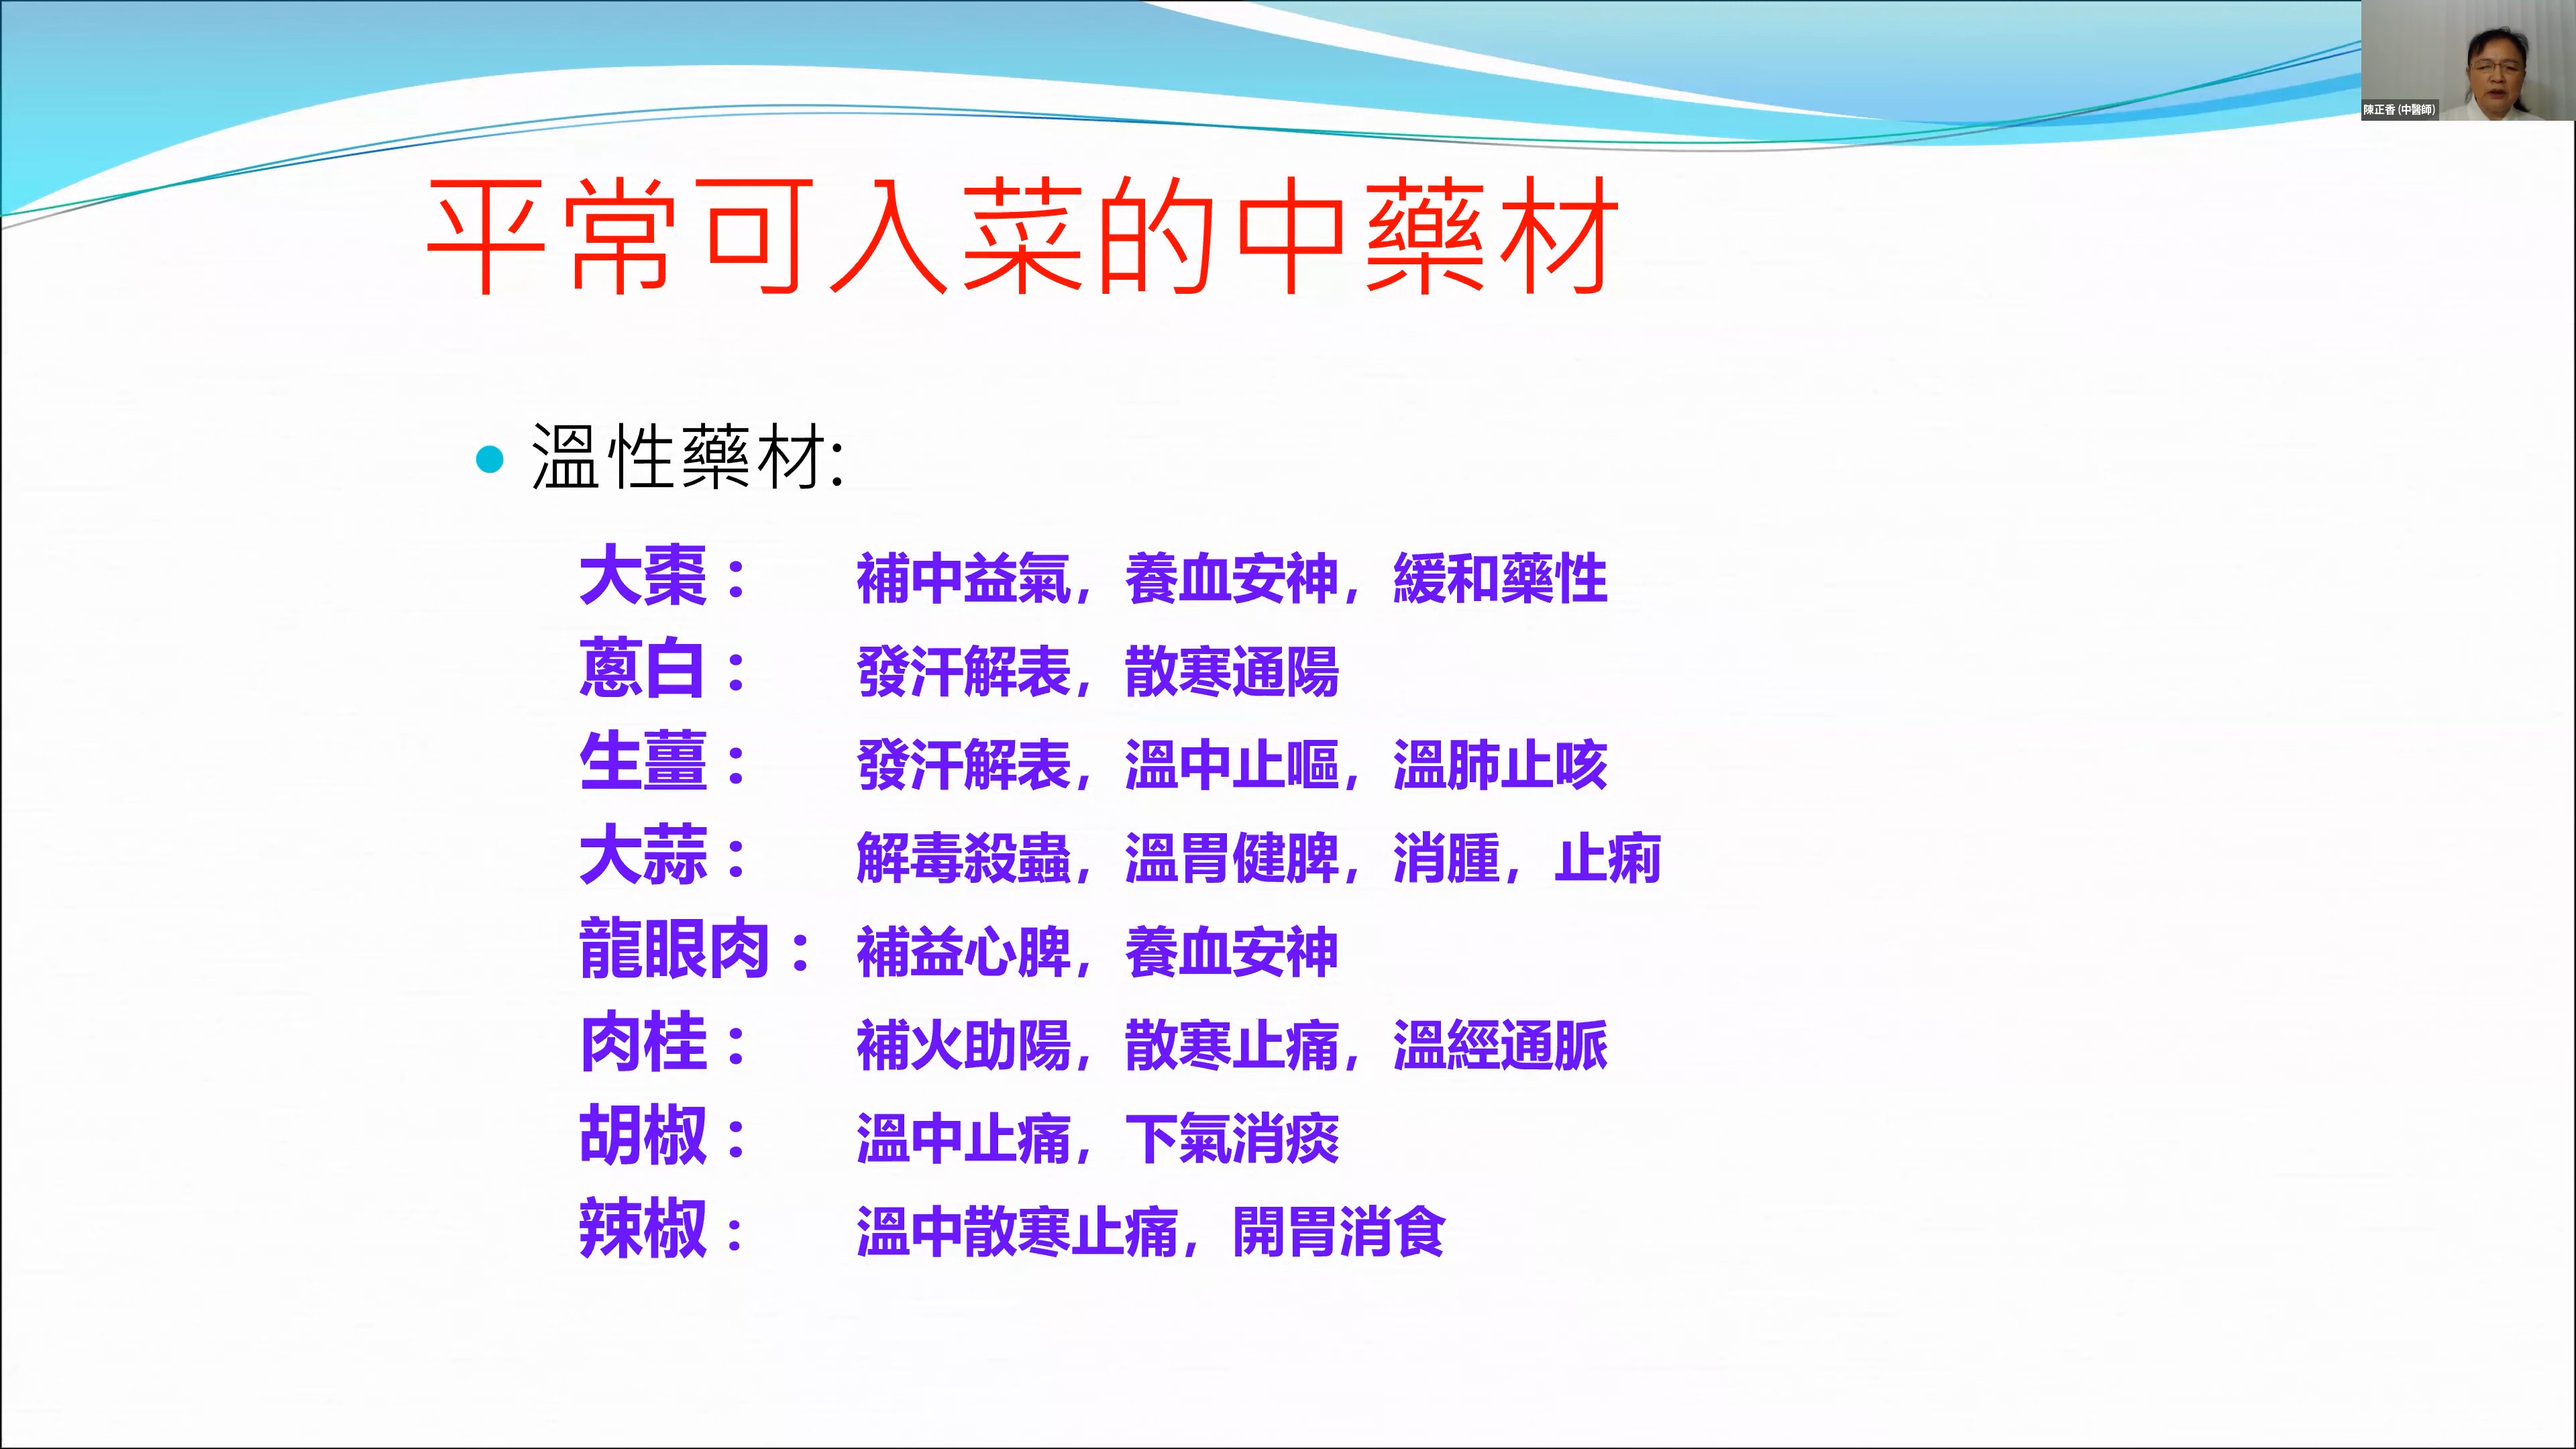 陳正香 (中醫師)
平常可入菜的中藥材
溫性藥材:
大棗： 補中益氣，養血安神，緩和藥性
蔥白： 發汗解表，散寒通陽
生薑： 發汗解表，溫中止嘔，溫肺止咳
大蒜： 解毒殺蟲，溫胃健脾，消腫，止痢
龍眼肉： 補益心脾，養血安神
肉桂： 補火助陽，散寒止痛，溫經通脈
胡椒： 溫中止痛，下氣消痰
辣椒： 溫中散寒止痛，開胃消食